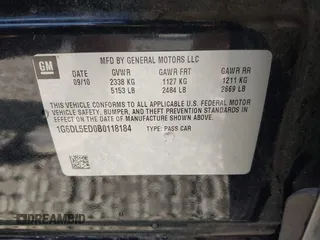 GM
MFD BY GENERAL MOTORS LLC
DATE GVWR GAWR FRT GAWR RR
09/10 2338 KG 1127 KG 1211 KG
5153 LB 2484 LB 2669 LB
THIS VEHICLE CONFORMS TO ALL APPLICABLE U.S. FEDERAL MOTOR
VEHICLE SAFETY, BUMPER, AND THEFT PREVENTION STANDARDS
IN EFFECT ON THE DATE OF MANUFACTURE SHOWN ABOVE.
1G6DL5ED0B0118184 TYPE: PASS CAR
DREAMBID